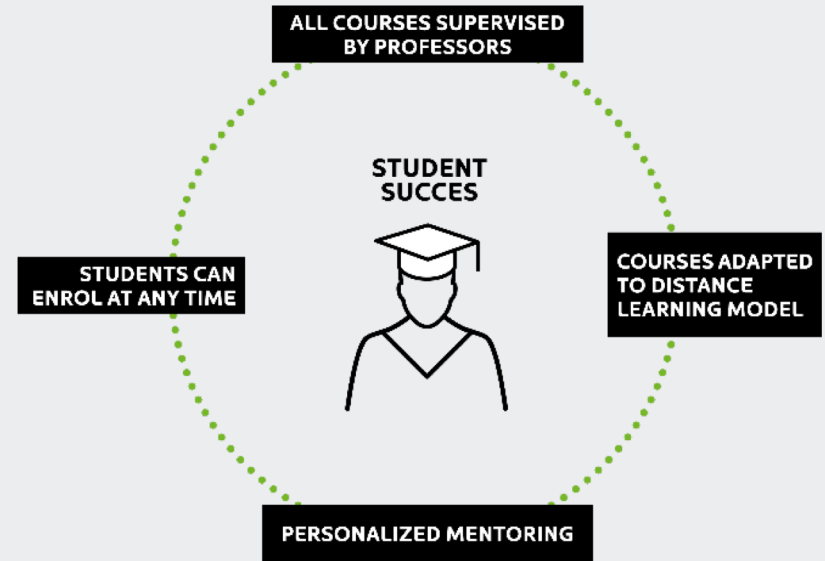 ALL COURSES SUPERVISED
BY PROFESSORS
STUDENT
SUCCES
STUDENTS CAN
ENROL AT ANY TIME
COURSES ADAPTED
TO DISTANCE
LEARNING MODEL
PERSONALIZED MENTORING